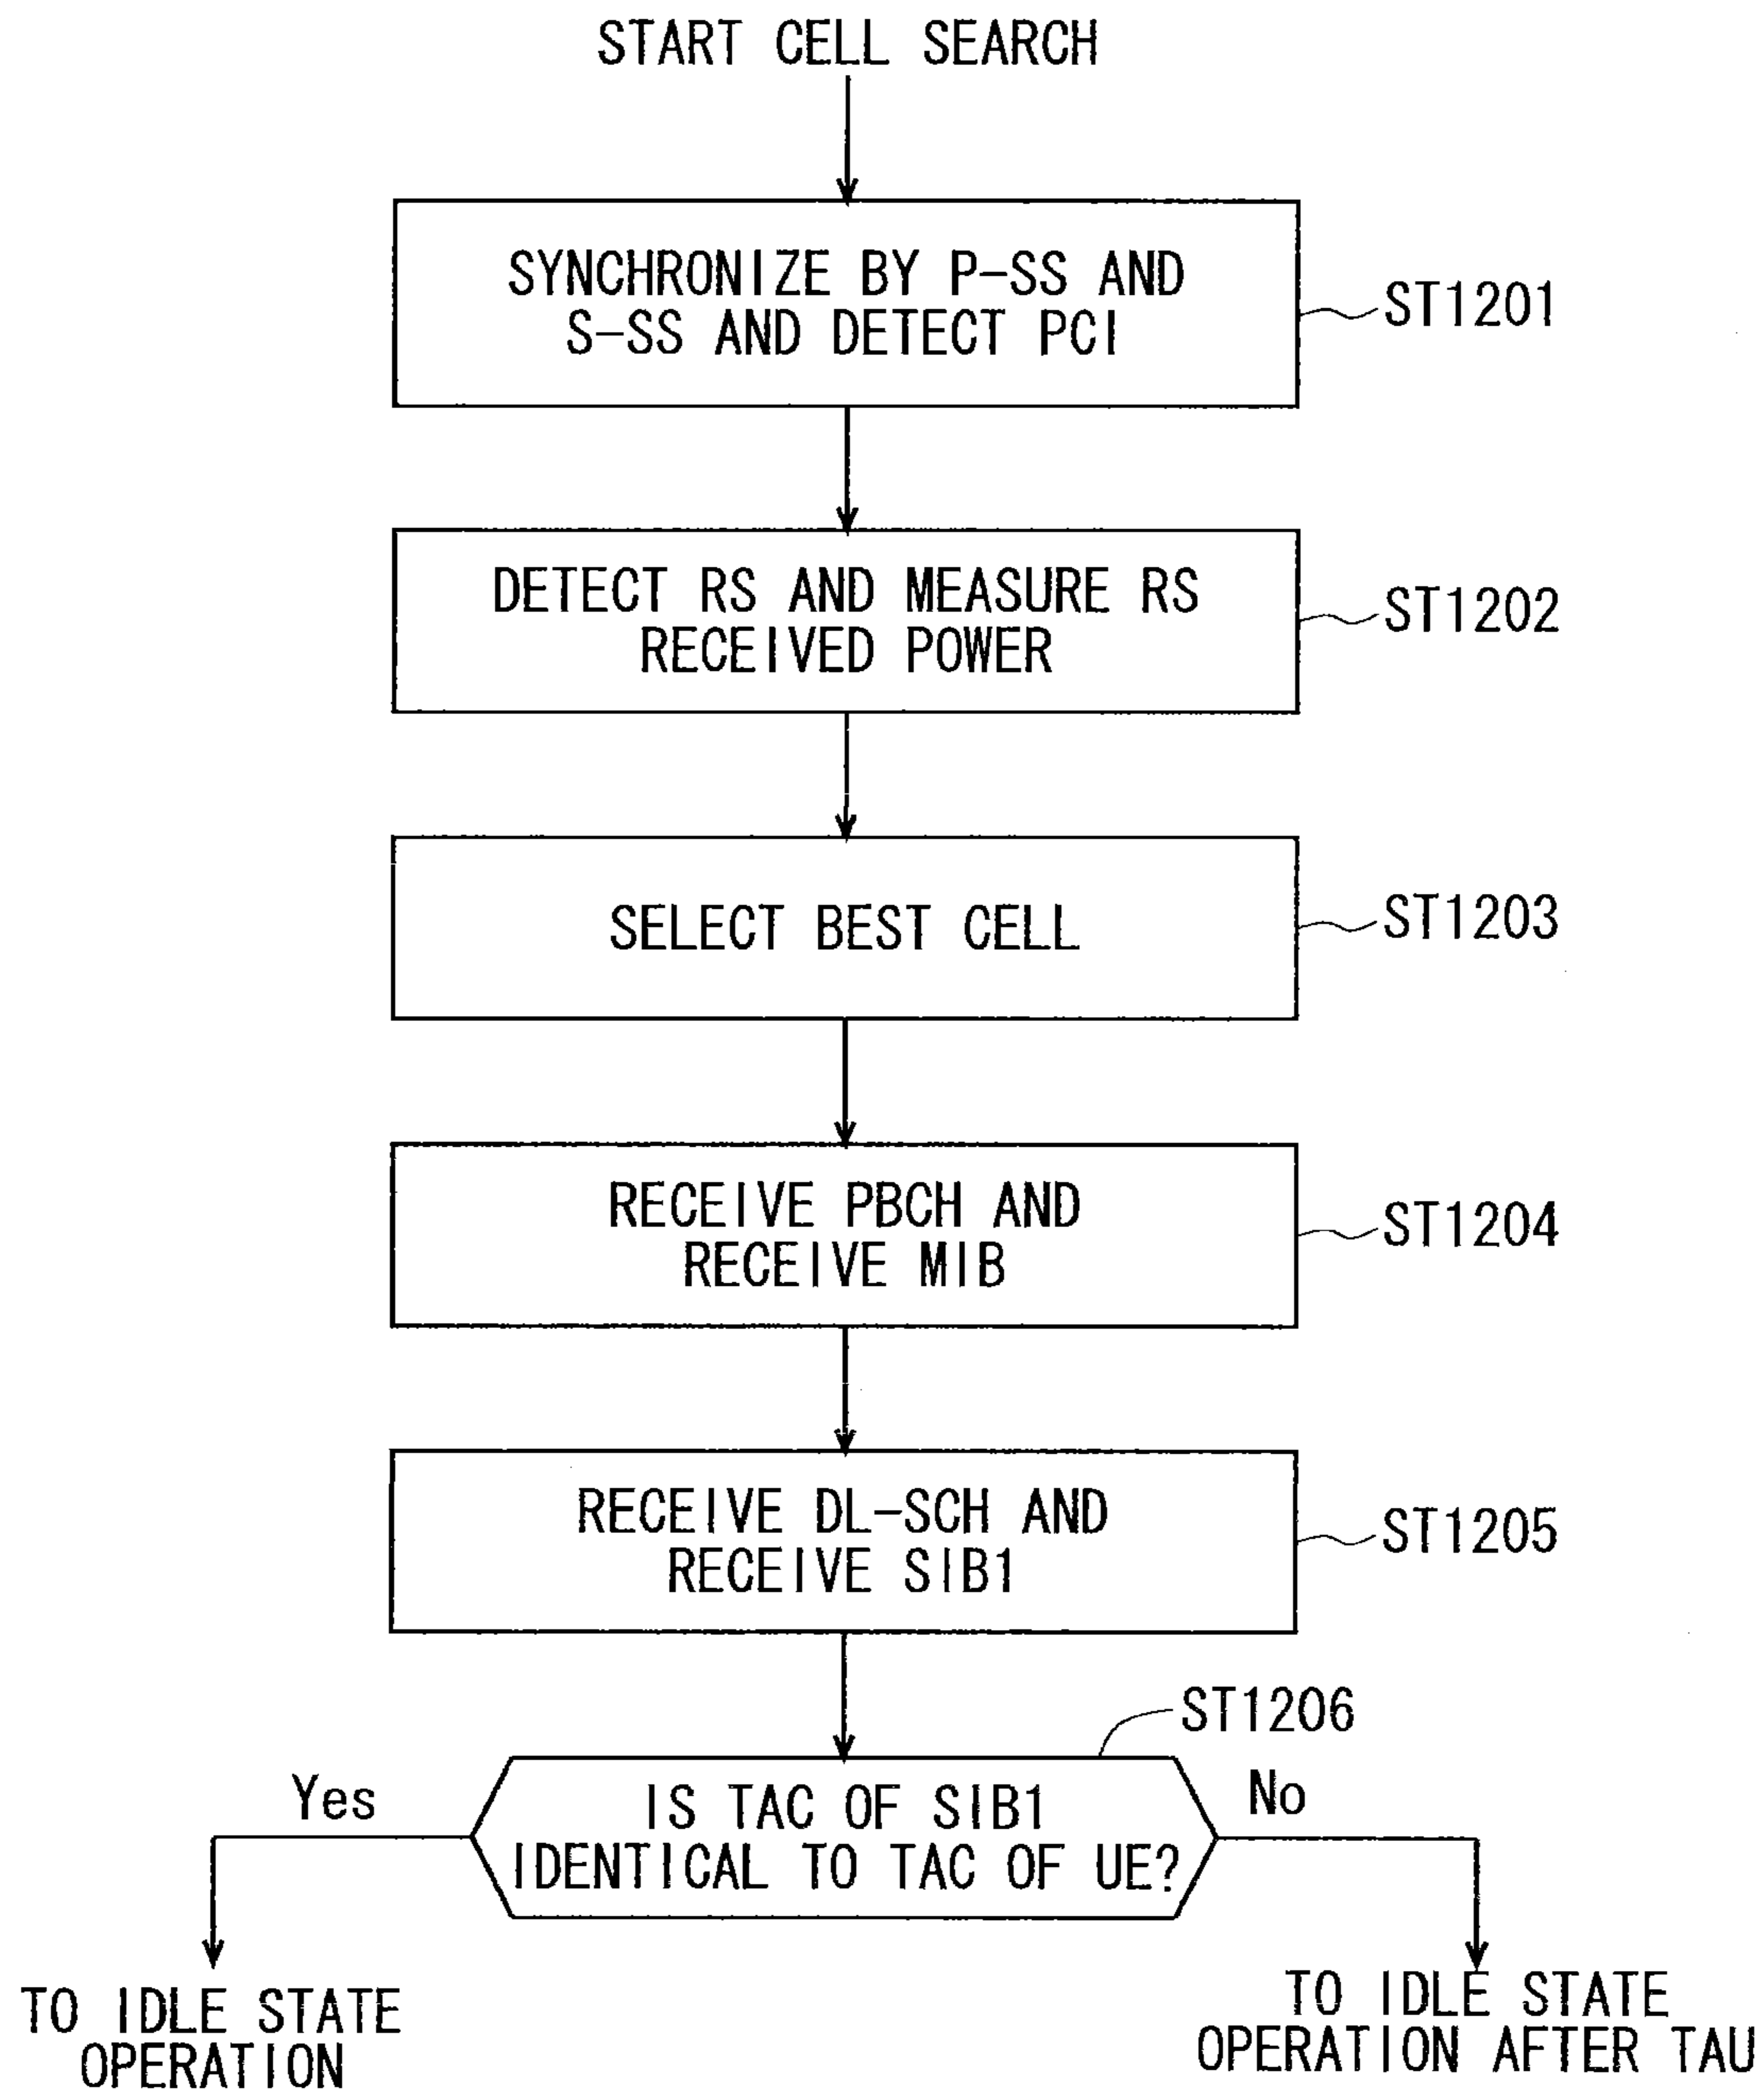 START CELL SEARCH
SYNCHRONIZE BY P-SS AND
S-SS AND DETECT PCI
ST1201
DETECT RS AND MEASURE RS
RECEIVED POWER
ST1202
SELECT BEST CELL
ST1203
RECEIVE PBCH AND
RECEIVE MIB
ST1204
RECEIVE DL-SCH AND
RECEIVE SIB1
ST1205
ST1206
Yes
IS TAC OF SIB1
IDENTICAL TO TAC OF UE?
No
TO IDLE STATE
OPERATION
TO IDLE STATE
OPERATION AFTER TAU